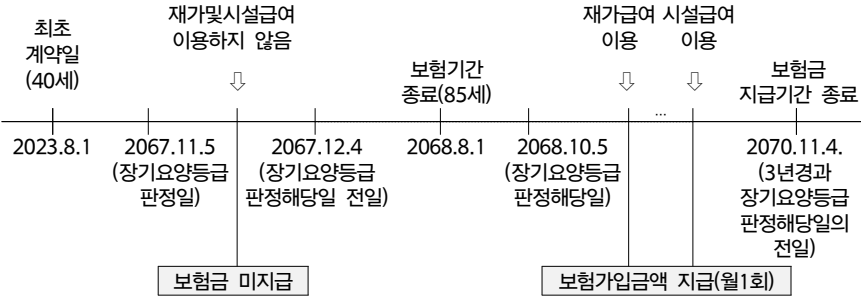 최초
계약일
(40세)
재가및시설급여
이용하지 않음
보험기간
종료(85세)
재가급여
이용
시설급여
이용
보험금
지급기간 종료
...
2023.8.1
2067.11.5
(장기요양등급
판정일)
2067.12.4
(장기요양등급
판정해당일 전일)
2068.8.1
2068.10.5
(장기요양등급
판정해당일)
2070.11.4.
(3년경과
장기요양등급
판정해당일의
전일)
보험금 미지급
보험가입금액 지급(월1회)